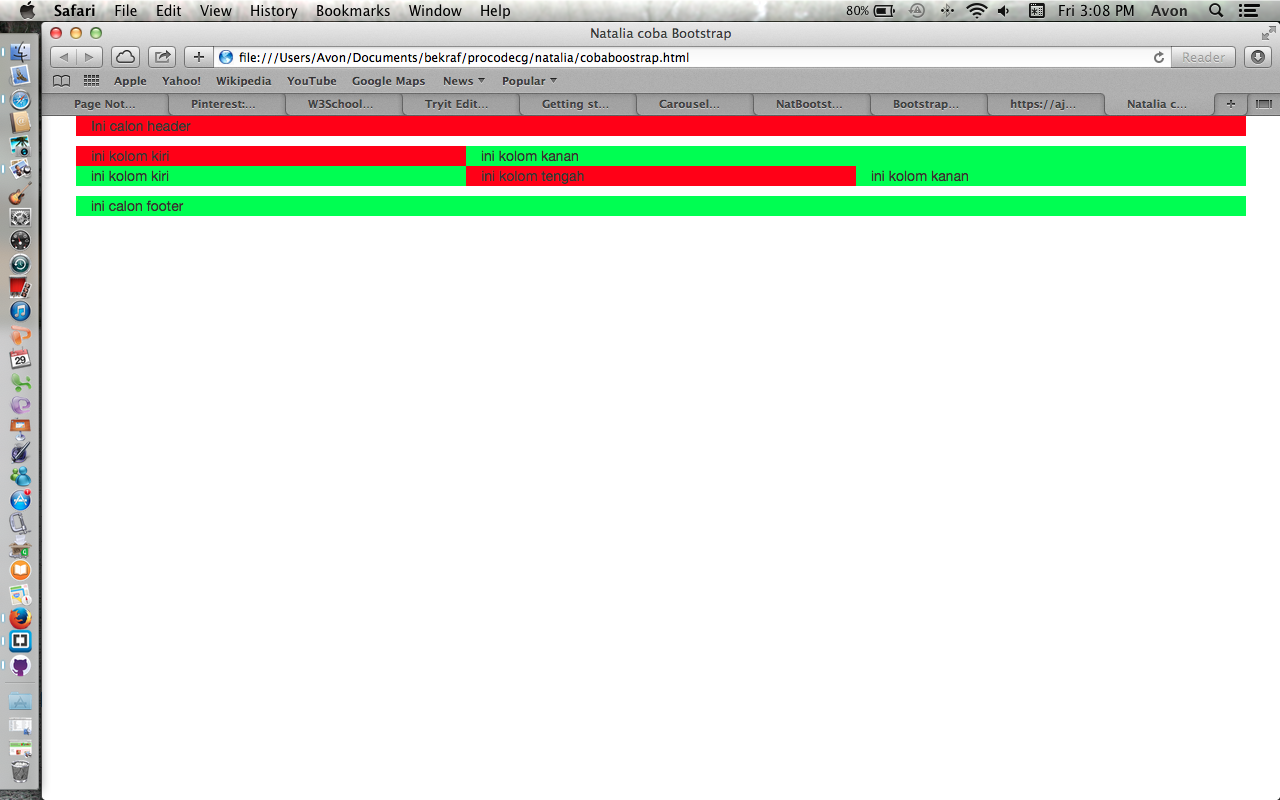 Safari File Edit View History Bookmarks Window Help 80% Fri 3:08 PM Avon
Natalia coba Bootstrap
file:///Users/Avon/Documents/bekraf/procodecg/natalia/cobaboostrap.html Reader
Apple Yahoo! Wikipedia YouTube Google Maps News Popular
Page Not... Pinterest:... W3School... Tryit Edit... Getting st... Carousel... NatBootst... Bootstrap... https://aj... Natalia c... +
Ini calon header
ini kolom kiri ini kolom kanan
ini kolom kiri ini kolom tengah ini kolom kanan
ini calon footer
29